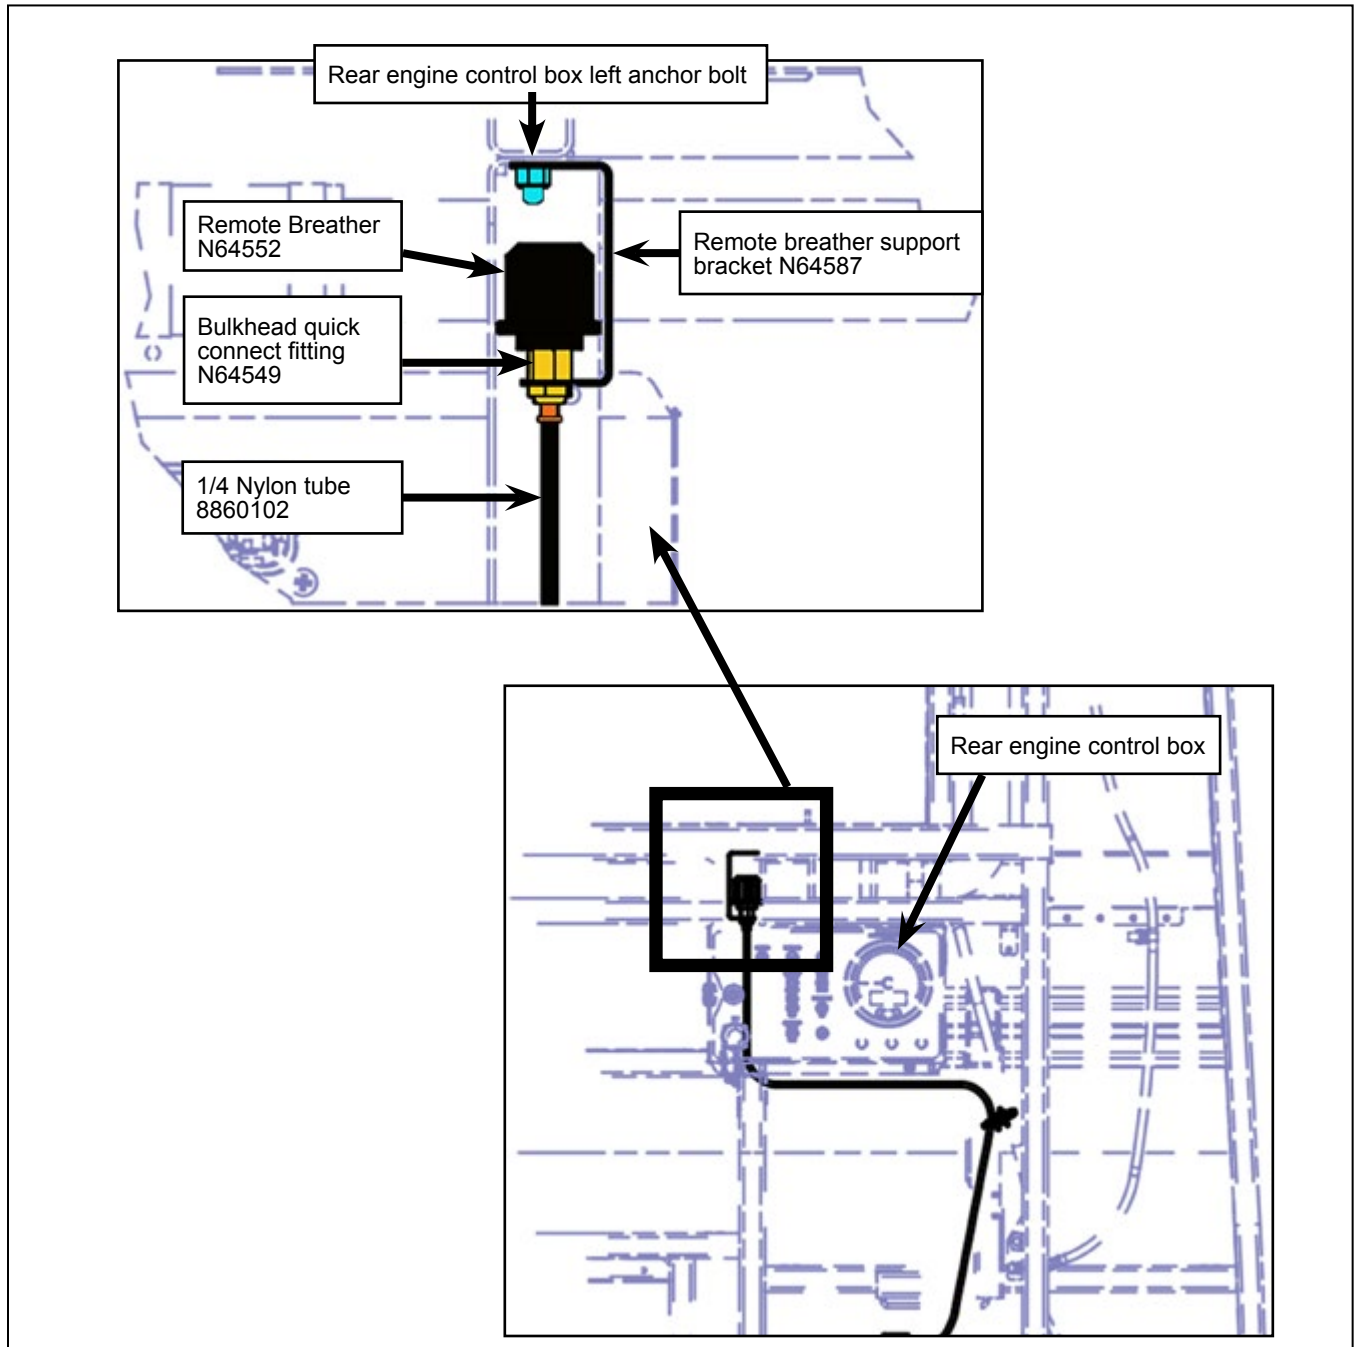 Rear engine control box left anchor bolt
Remote Breather
N64552
Remote breather support
bracket N64587
Bulkhead quick
connect fitting
N64549
1/4 Nylon tube
8860102
Rear engine control box